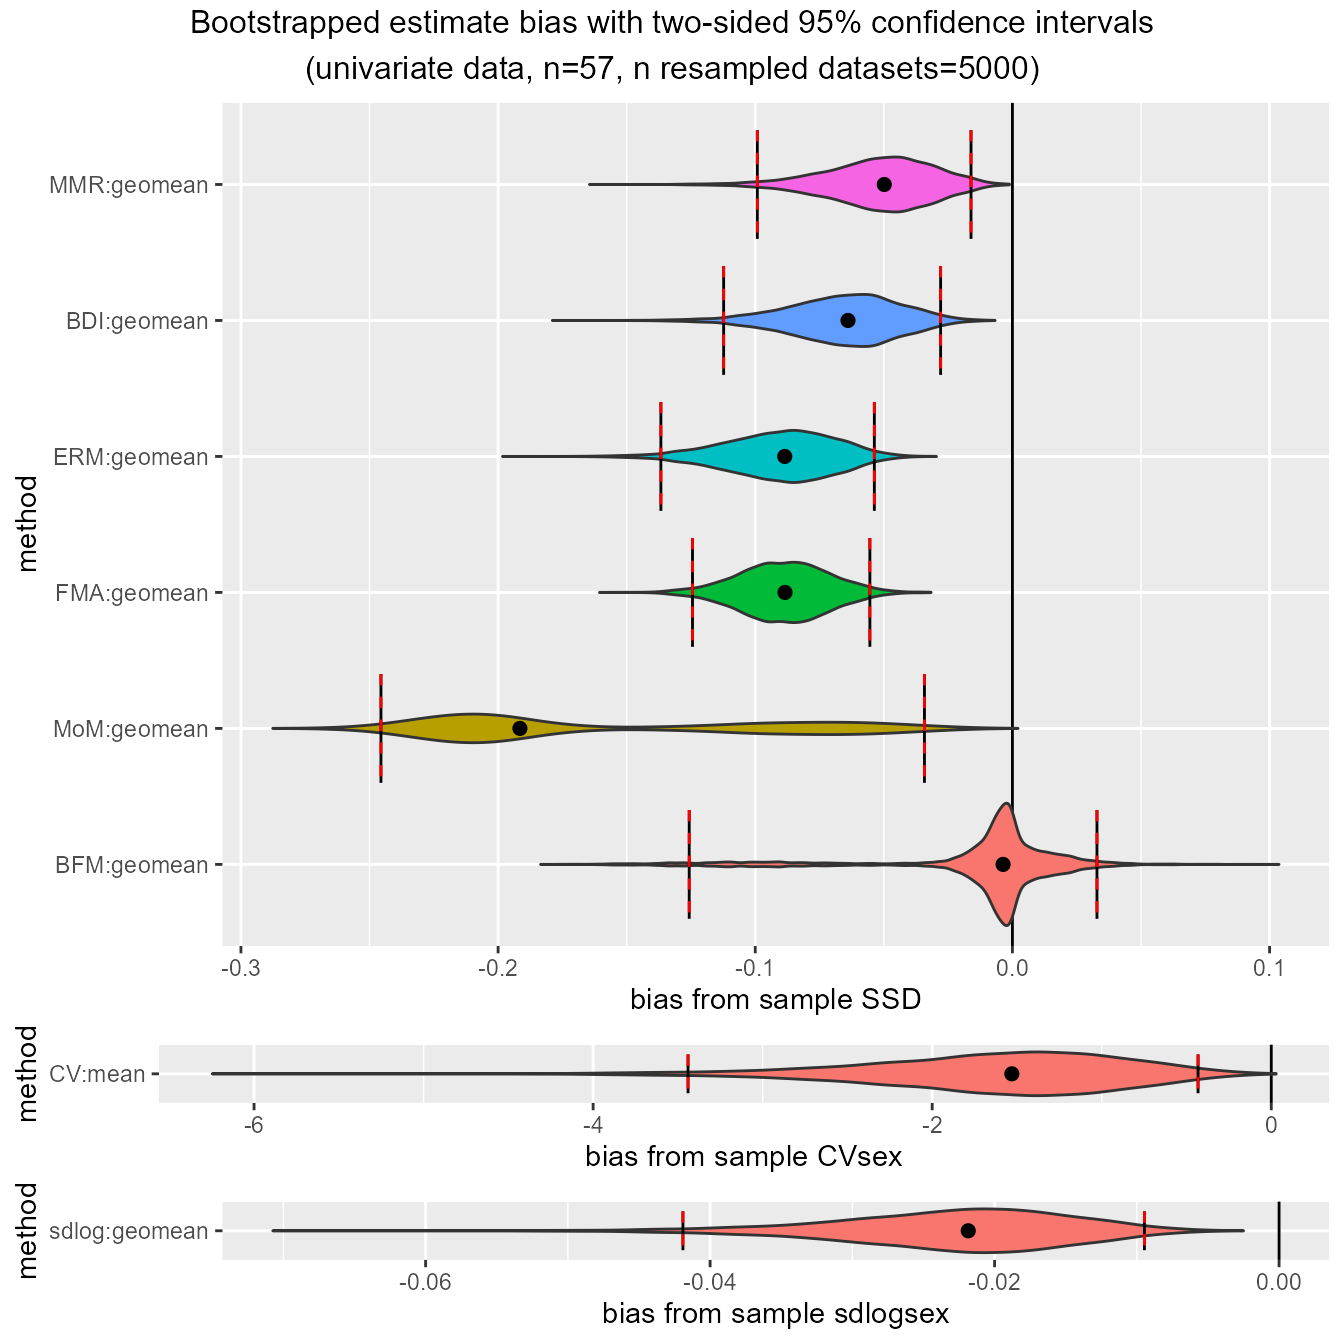 Bootstrapped estimate bias with two-sided 95% confidence intervals
(univariate data, n=57, n resampled datasets=5000)
method
MMR:geomean
BDI:geomean
ERM:geomean
FMA:geomean
MoM:geomean
BFM:geomean
-0.3 -0.2 -0.1 0.0 0.1
bias from sample SSD
method
CV:mean
-6 -4 -2 0
bias from sample CVsex
method
sdlog:geomean
-0.06 -0.04 -0.02 0.00
bias from sample sdlogsex